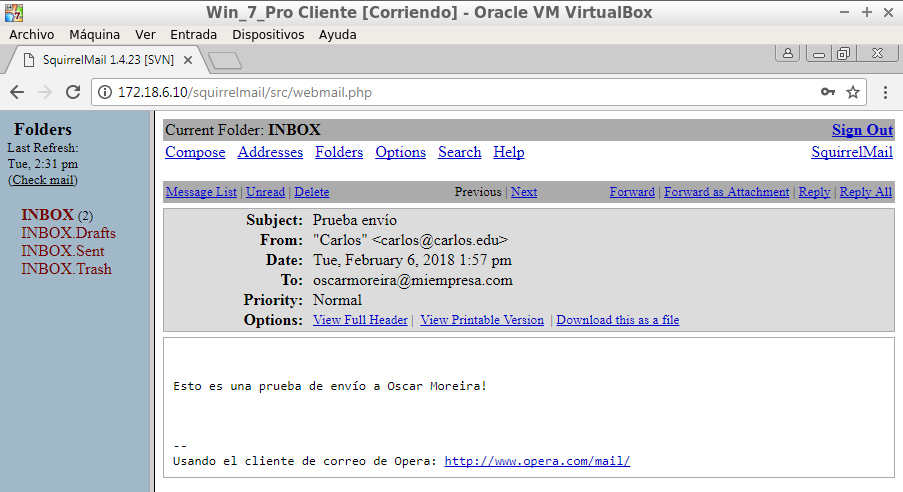 Win_7_Pro Cliente [Corriendo] - Oracle VM VirtualBox
Archivo Máquina Ver Entrada Dispositivos Ayuda
SquirrelMail 1.4.23 [SVN]
172.18.6.10/squirrelmail/src/webmail.php
Folders
Last Refresh:
Tue, 2:31 pm
(Check mail)
INBOX (2)
INBOX.Drafts
INBOX.Sent
INBOX.Trash
Current Folder: INBOX Sign Out
Compose Addresses Folders Options Search Help SquirrelMail
Message List | Unread | Delete Previous | Next Forward | Forward as Attachment | Reply | Reply All
Subject: Prueba envío
From: "Carlos" <carlos@carlos.edu>
Date: Tue, February 6, 2018 1:57 pm
To: oscarmoreira@miempresa.com
Priority: Normal
Options: View Full Header | View Printable Version | Download this as a file
Esto es una prueba de envío a Oscar Moreira!
--
Usando el cliente de correo de Opera: http://www.opera.com/mail/